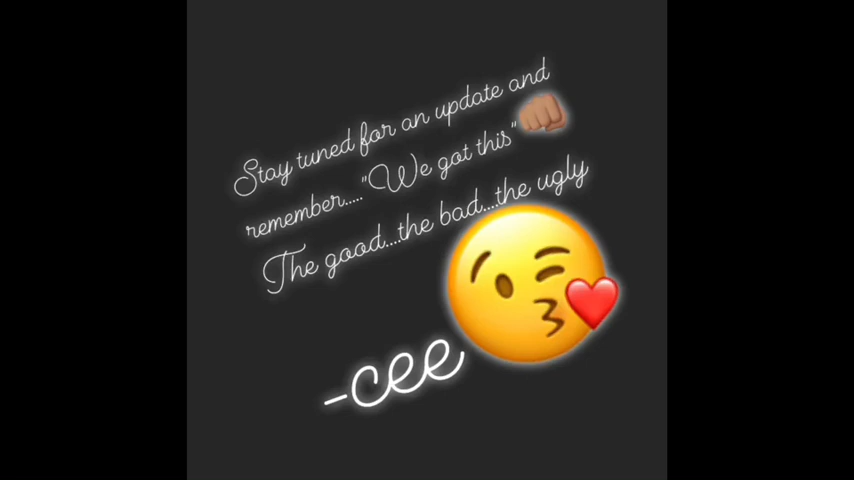 Stay tuned for an update and
remember....."We got this"👊🏽
The good....the bad....the ugly
-cee